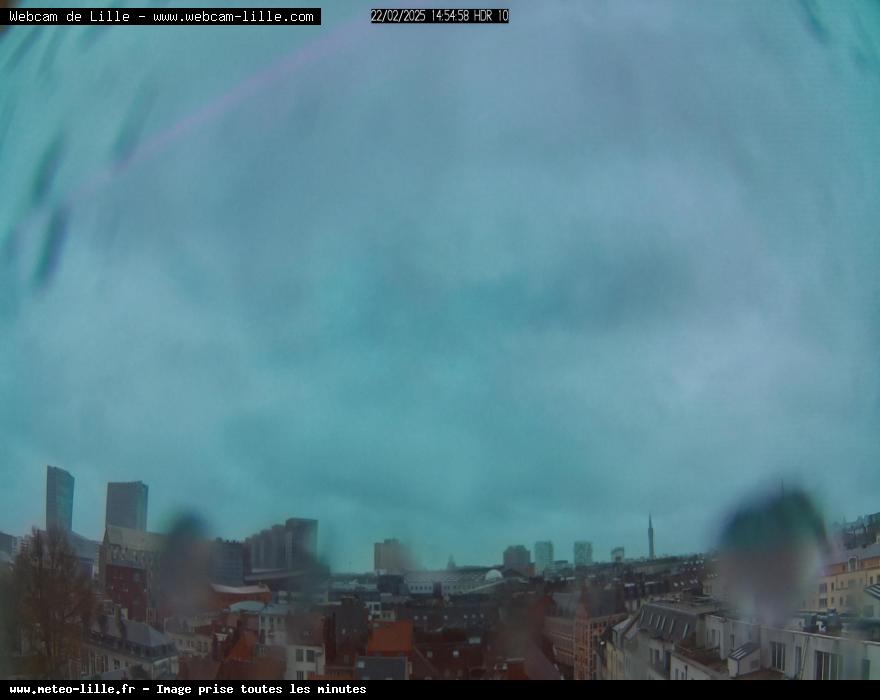 Webcam de Lille - www.webcam-lille.com
22/02/2025 14:54:58 HDR 10
www.meteo-lille.fr - Image prise toutes les minutes